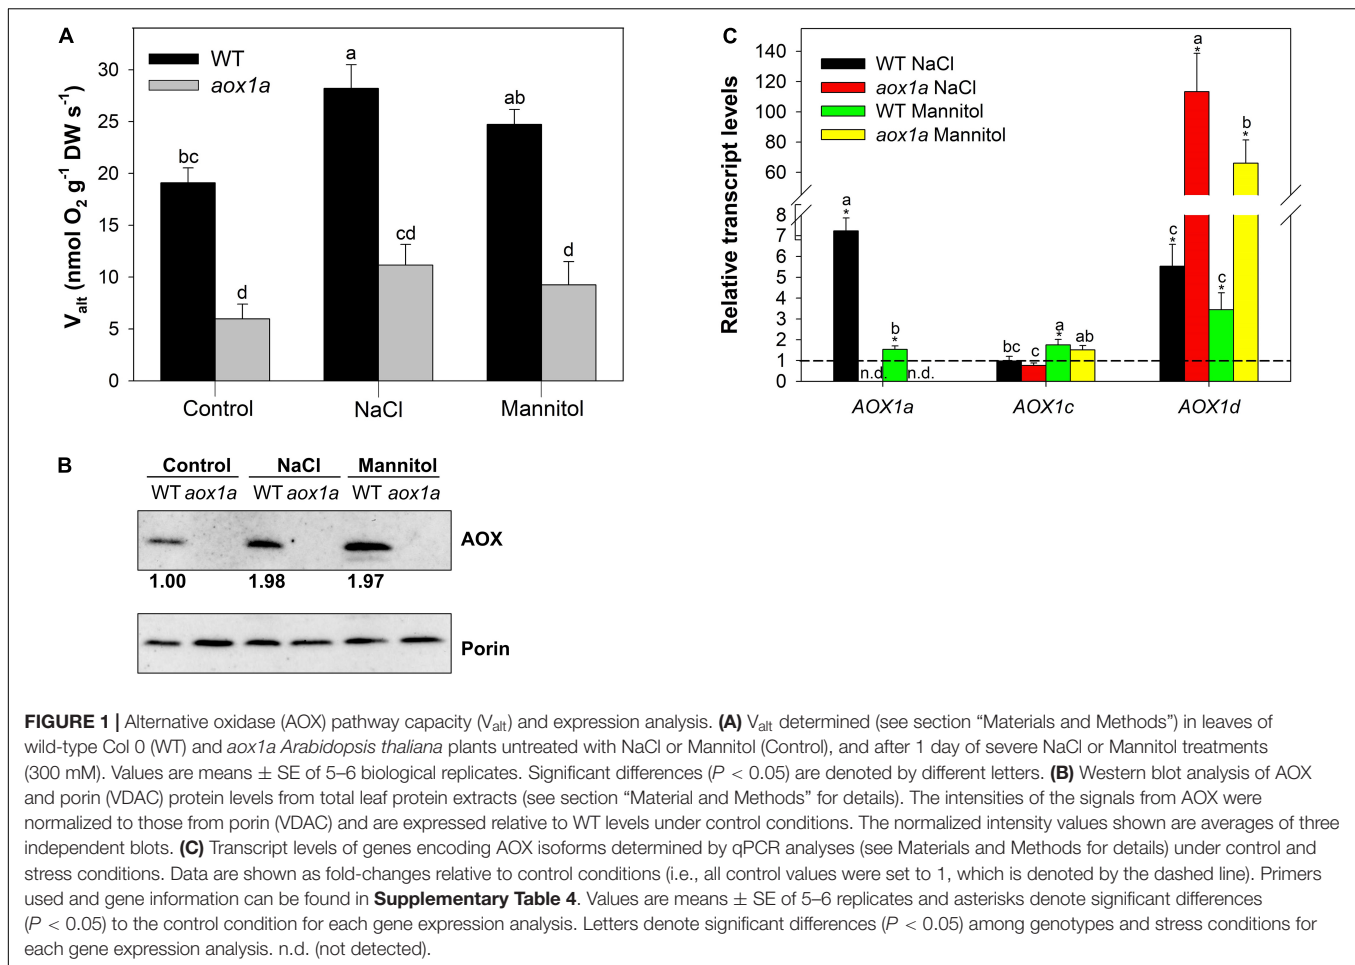 A
WT
aox1a
V_alt (nmol O2 g-1 DW s-1)
30
25
20
15
10
5
0
bc
d
a
cd
ab
d
Control
NaCl
Mannitol
C
WT NaCl
aox1a NaCl
WT Mannitol
aox1a Mannitol
Relative transcript levels
140
120
100
80
60
8
7
6
5
4
3
2
1
0
a
*
n.d.
b
*
n.d.
bc
c
a
*
ab
c
*
a
*
c
*
b
*
AOX1a
AOX1c
AOX1d
B
Control NaCl Mannitol
WT aox1a WT aox1a WT aox1a
AOX
1.00 1.98 1.97
Porin
FIGURE 1 | Alternative oxidase (AOX) pathway capacity (Valt) and expression analysis. (A) Valt determined (see section “Materials and Methods”) in leaves of
wild-type Col 0 (WT) and aox1a Arabidopsis thaliana plants untreated with NaCl or Mannitol (Control), and after 1 day of severe NaCl or Mannitol treatments
(300 mM). Values are means ± SE of 5–6 biological replicates. Significant differences (P < 0.05) are denoted by different letters. (B) Western blot analysis of AOX
and porin (VDAC) protein levels from total leaf protein extracts (see section “Material and Methods” for details). The intensities of the signals from AOX were
normalized to those from porin (VDAC) and are expressed relative to WT levels under control conditions. The normalized intensity values shown are averages of three
independent blots. (C) Transcript levels of genes encoding AOX isoforms determined by qPCR analyses (see Materials and Methods for details) under control and
stress conditions. Data are shown as fold-changes relative to control conditions (i.e., all control values were set to 1, which is denoted by the dashed line). Primers
used and gene information can be found in Supplementary Table 4. Values are means ± SE of 5–6 replicates and asterisks denote significant differences
(P < 0.05) to the control condition for each gene expression analysis. Letters denote significant differences (P < 0.05) among genotypes and stress conditions for
each gene expression analysis. n.d. (not detected).